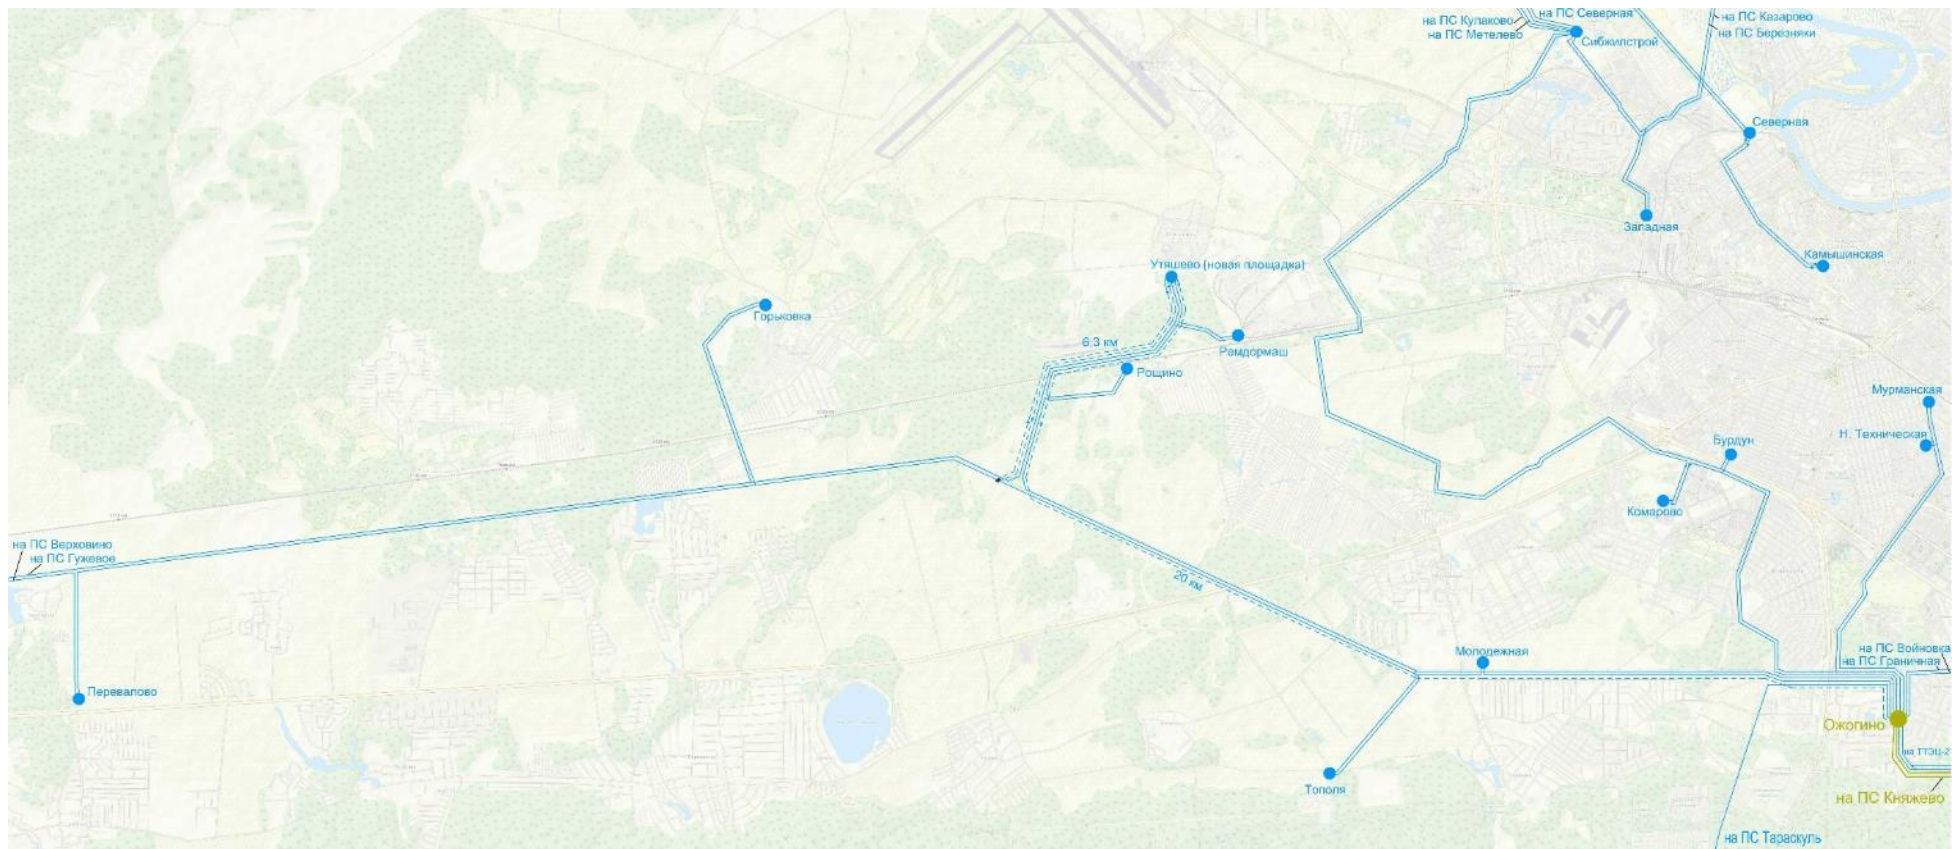 на ПС Кулаково
на ПС Северная
на ПС Казарово
на ПС Метелево
на ПС Березняки
Сибжилстрой
Северная
Западная
Камышинская
Утяшево (новая площадка)
Горьковка
6,3 км
Рэмдормаш
Рощино
Мурманская
Н. Техническая
Бурдун
Комарово
на ПС Верховино
на ПС Гужевое
20 км
Молодежная
на ПС Войновка
на ПС Граничная
Перевалово
Ожогино
на ТТЭЦ-2
Тополя
на ПС Княжево
на ПС Тараскуль